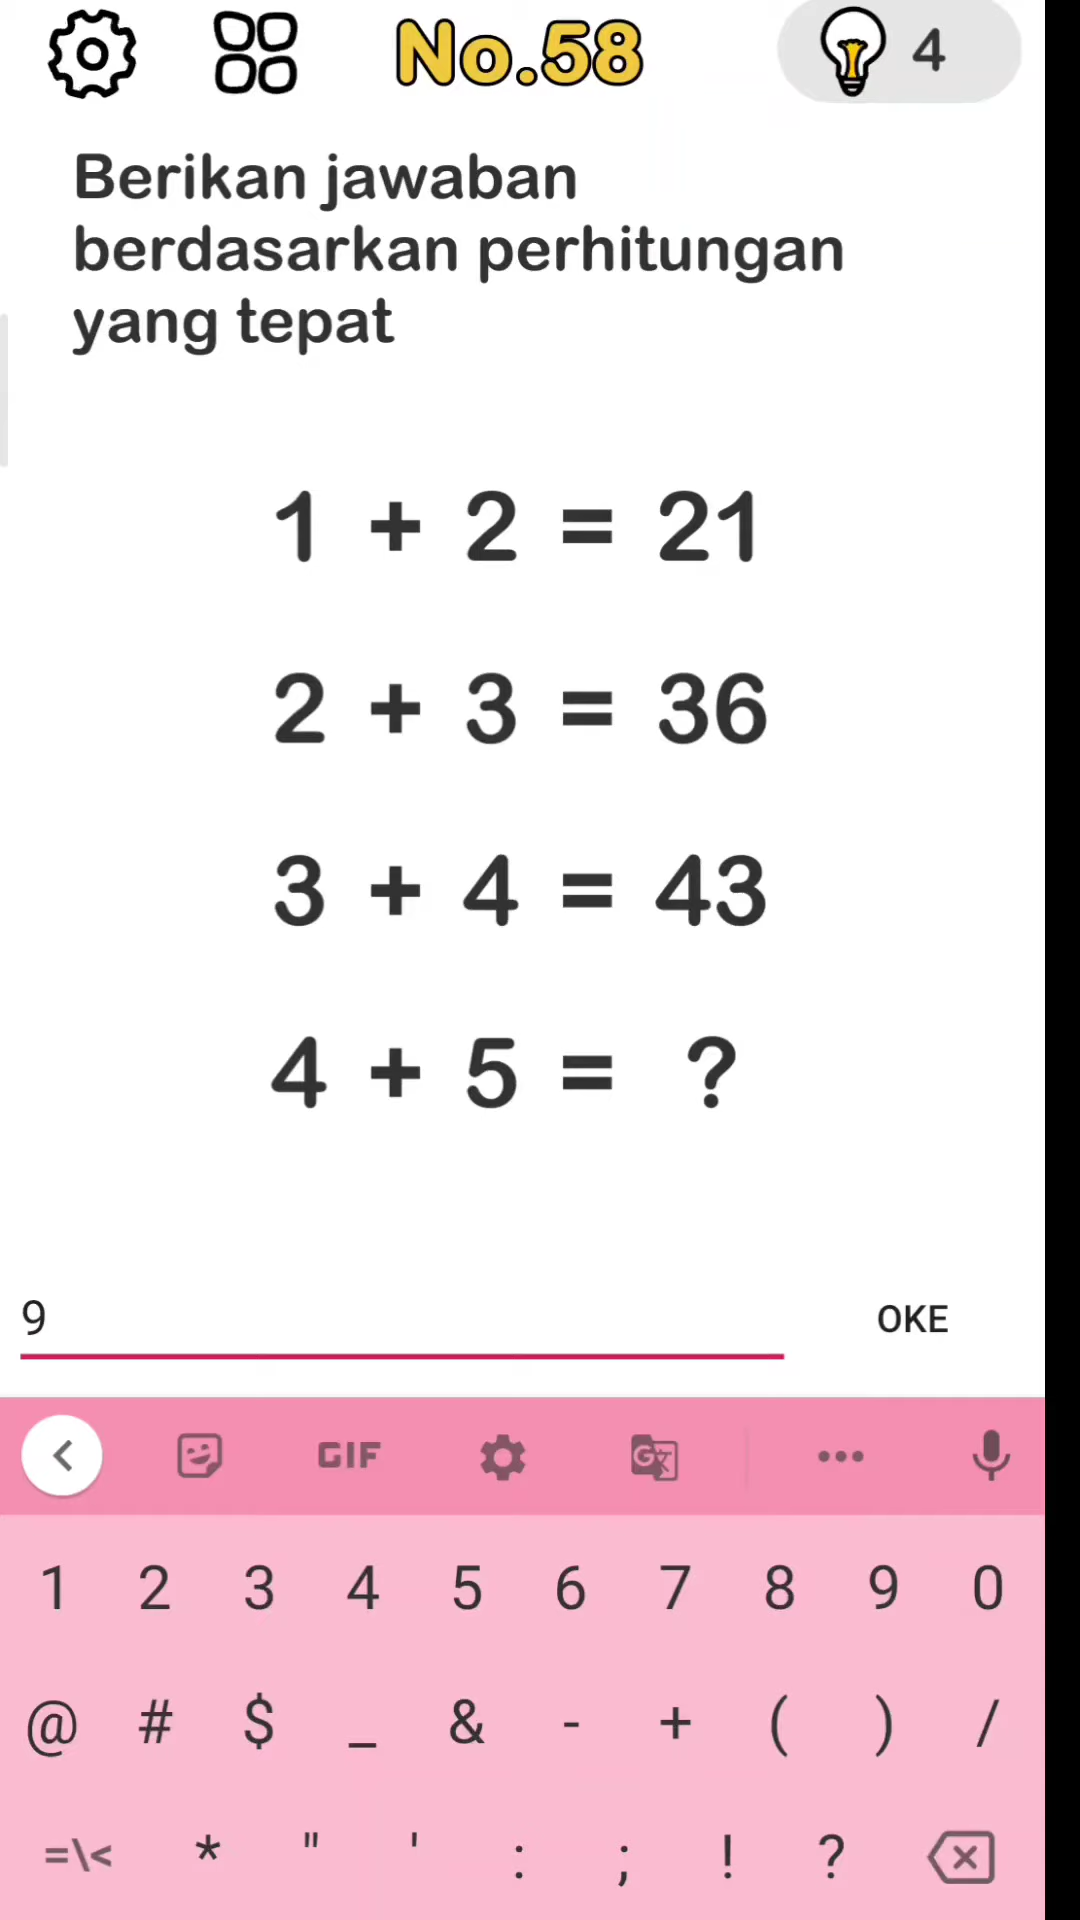 No.58
4
Berikan jawaban
berdasarkan perhitungan
yang tepat
1 + 2 = 21
2 + 3 = 36
3 + 4 = 43
4 + 5 = ?
9
OKE
GIF
G
1 2 3 4 5 6 7 8 9 0
@ # $ _ & - + ( ) /
=\< * " ' : ; ! ?